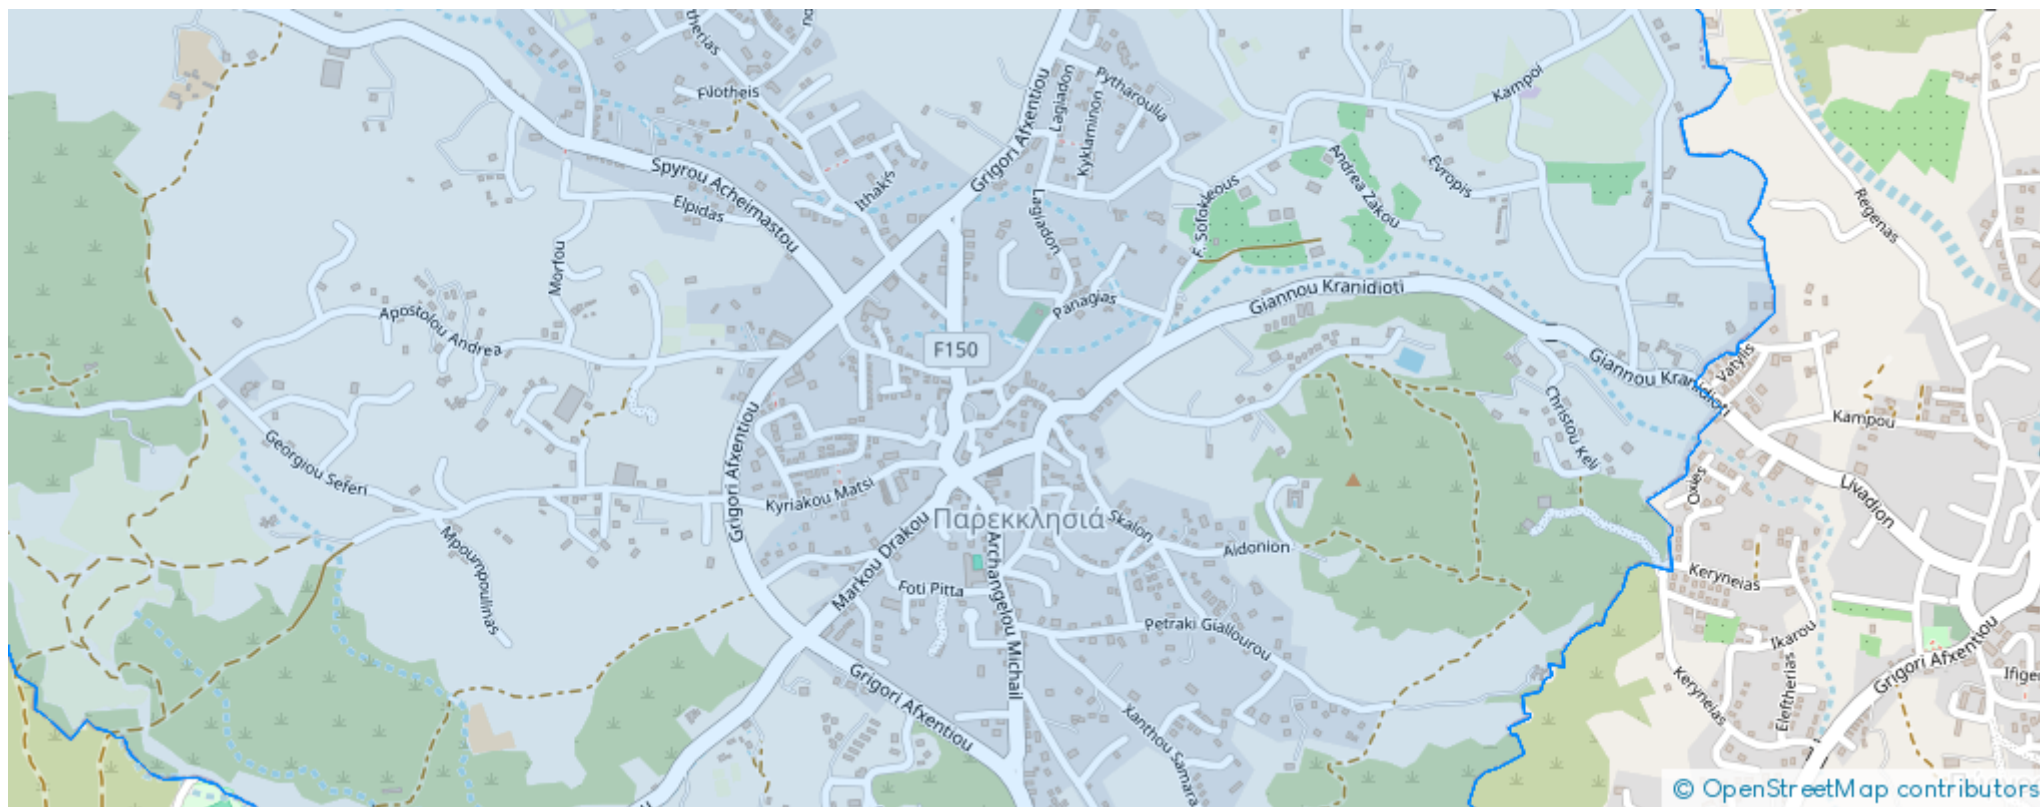 Filotheis
Lagiadon
Pytharoulla
Kampoi
Grigori Afxentiou
Kyklaminon
Spyrou Acheimastou
Ithakis
Elpidas
Andrea Zakou
Evropis
Regenas
Lagiadon
F. Sofokleous
Morfou
Panagias
Giannou Kranidioti
Apostolou Andrea
F150
Giannou Kranidioti
Vatylis
Christou Keli
Kampou
Grigori Afxentiou
Georgiou Seferi
Kyriakou Matsi
Oxies
Livadion
Παρεκκλησιά
Skalon
Aidonion
Mpoumpoulinas
Markou Drakou
Archangelou Michail
Foti Pitta
Keryneias
Petraki Giallourou
Ikarou
Grigori Afxentiou
Keryneias
Eleftherias
Grigori Afxentiou
Xanthou Samara
© OpenStreetMap contributors